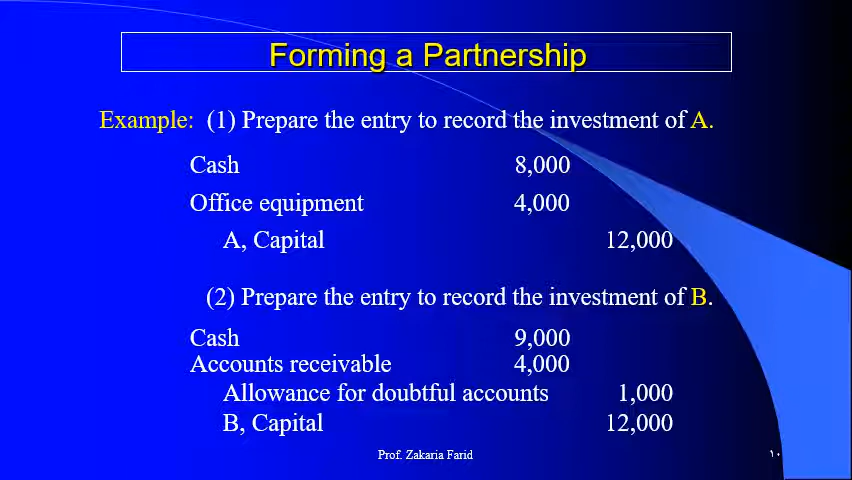 Forming a Partnership
Example: (1) Prepare the entry to record the investment of A.
Cash 8,000
Office equipment 4,000
A, Capital 12,000
(2) Prepare the entry to record the investment of B.
Cash 9,000
Accounts receivable 4,000
Allowance for doubtful accounts 1,000
B, Capital 12,000
Prof. Zakaria Farid ١٠